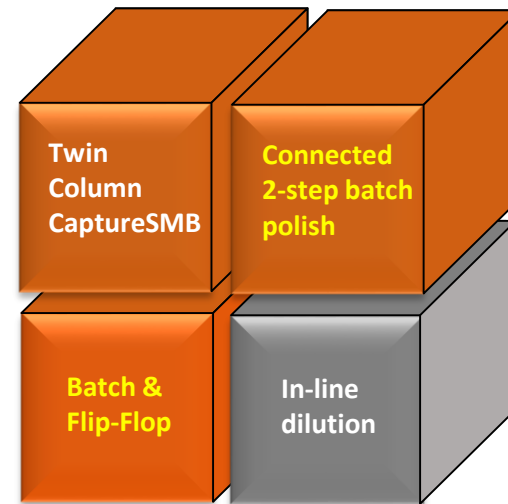 Twin
Column
CaptureSMB
Connected
2-step batch
polish
Batch &
Flip-Flop
In-line
dilution